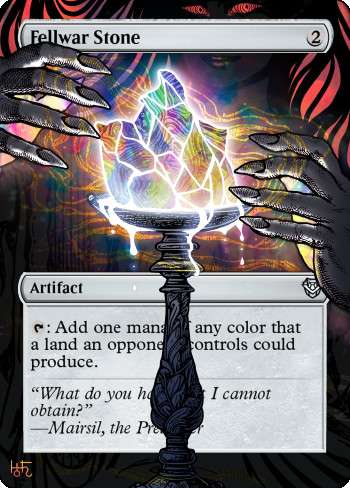 Fellwar Stone 2
Artifact
: Add one mana any color that
a land an oppone controls could
produce.
“What do you ha I cannot
obtain?”
—Mairsil, the Pre er